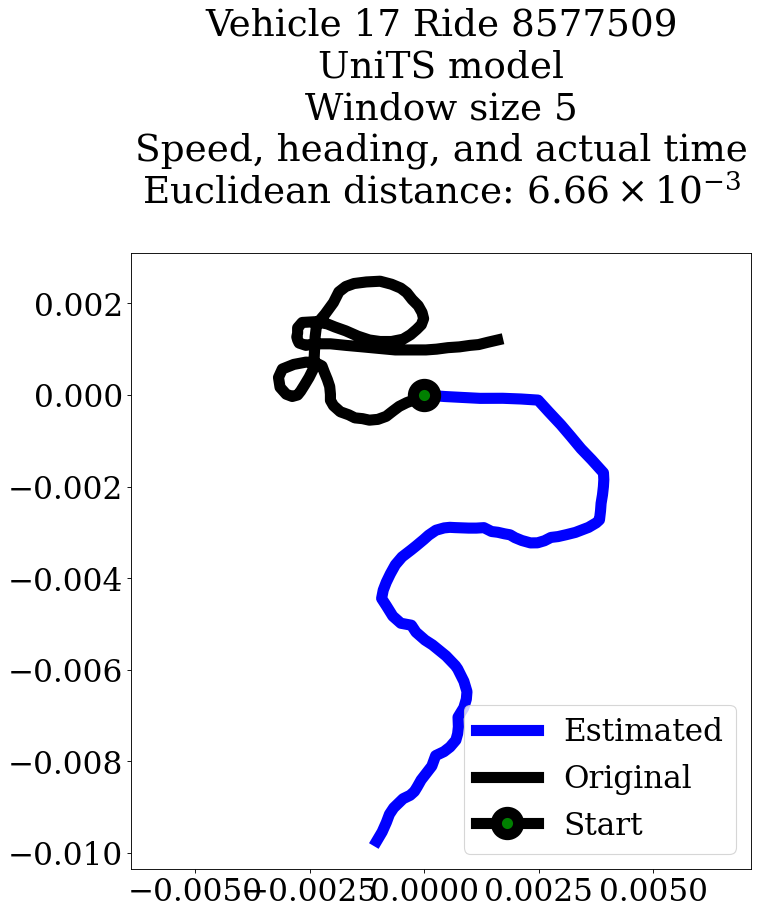 Vehicle 17 Ride 8577509
UniTS model
Window size 5
Speed, heading, and actual time
Euclidean distance: 6.66 × 10⁻³
0.002
0.000
−0.002
−0.004
−0.006
−0.008
−0.010
Estimated
Original
Start
−0.0050 −0.0025 0.0000 0.0025 0.0050